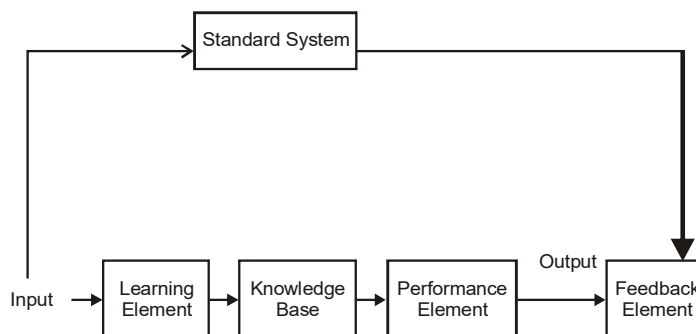 Standard System
Output
Input
Learning
Element
Knowledge
Base
Performance
Element
Feedback
Element